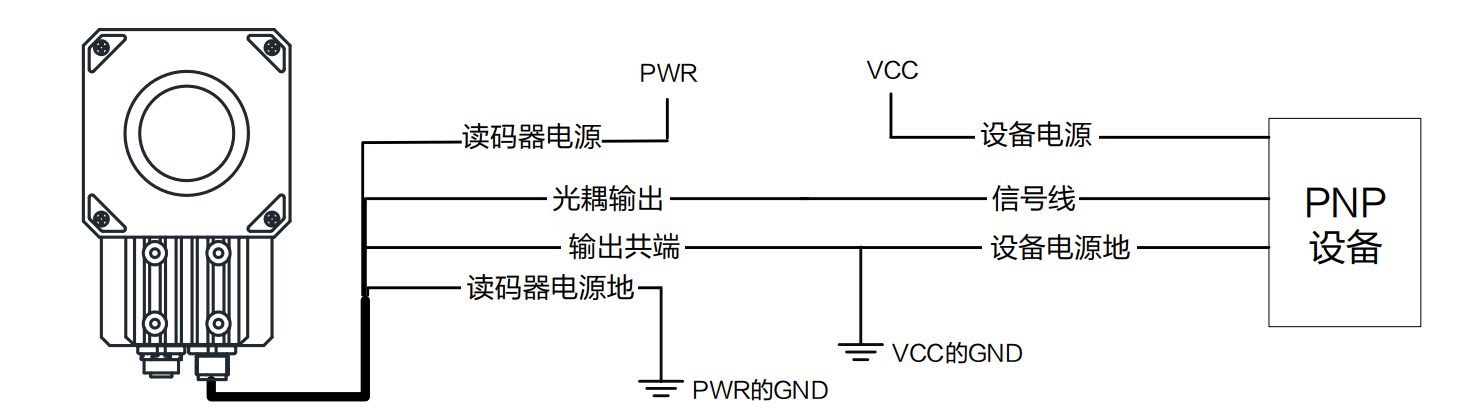 PWR
VCC
读码器电源
设备电源
光耦输出
信号线
PNP
设备
输出共端
设备电源地
读码器电源地
VCC的GND
PWR的GND